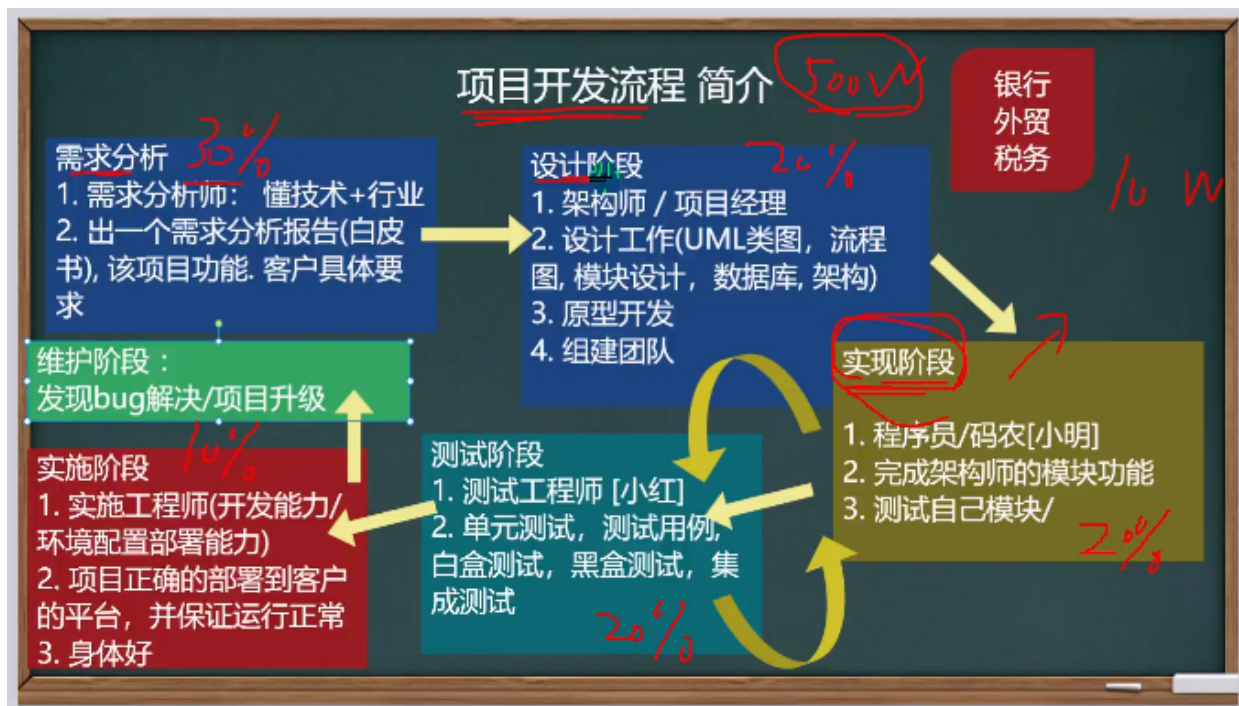 项目开发流程 简介
500W
银行
外贸
税务
10 W
需求分析
30%
1. 需求分析师： 懂技术+行业
2. 出一个需求分析报告(白皮
书), 该项目功能. 客户具体要
求
设计阶段
20%
1. 架构师 / 项目经理
2. 设计工作(UML类图，流程
图, 模块设计，数据库, 架构)
3. 原型开发
4. 组建团队
实现阶段
1. 程序员/码农[小明]
2. 完成架构师的模块功能
3. 测试自己模块/
20%
测试阶段
1. 测试工程师 [小红]
2. 单元测试，测试用例,
白盒测试，黑盒测试，集
成测试
20%
实施阶段
10%
1. 实施工程师(开发能力/
环境配置部署能力)
2. 项目正确的部署到客户
的平台，并保证运行正常
3. 身体好
维护阶段：
发现bug解决/项目升级